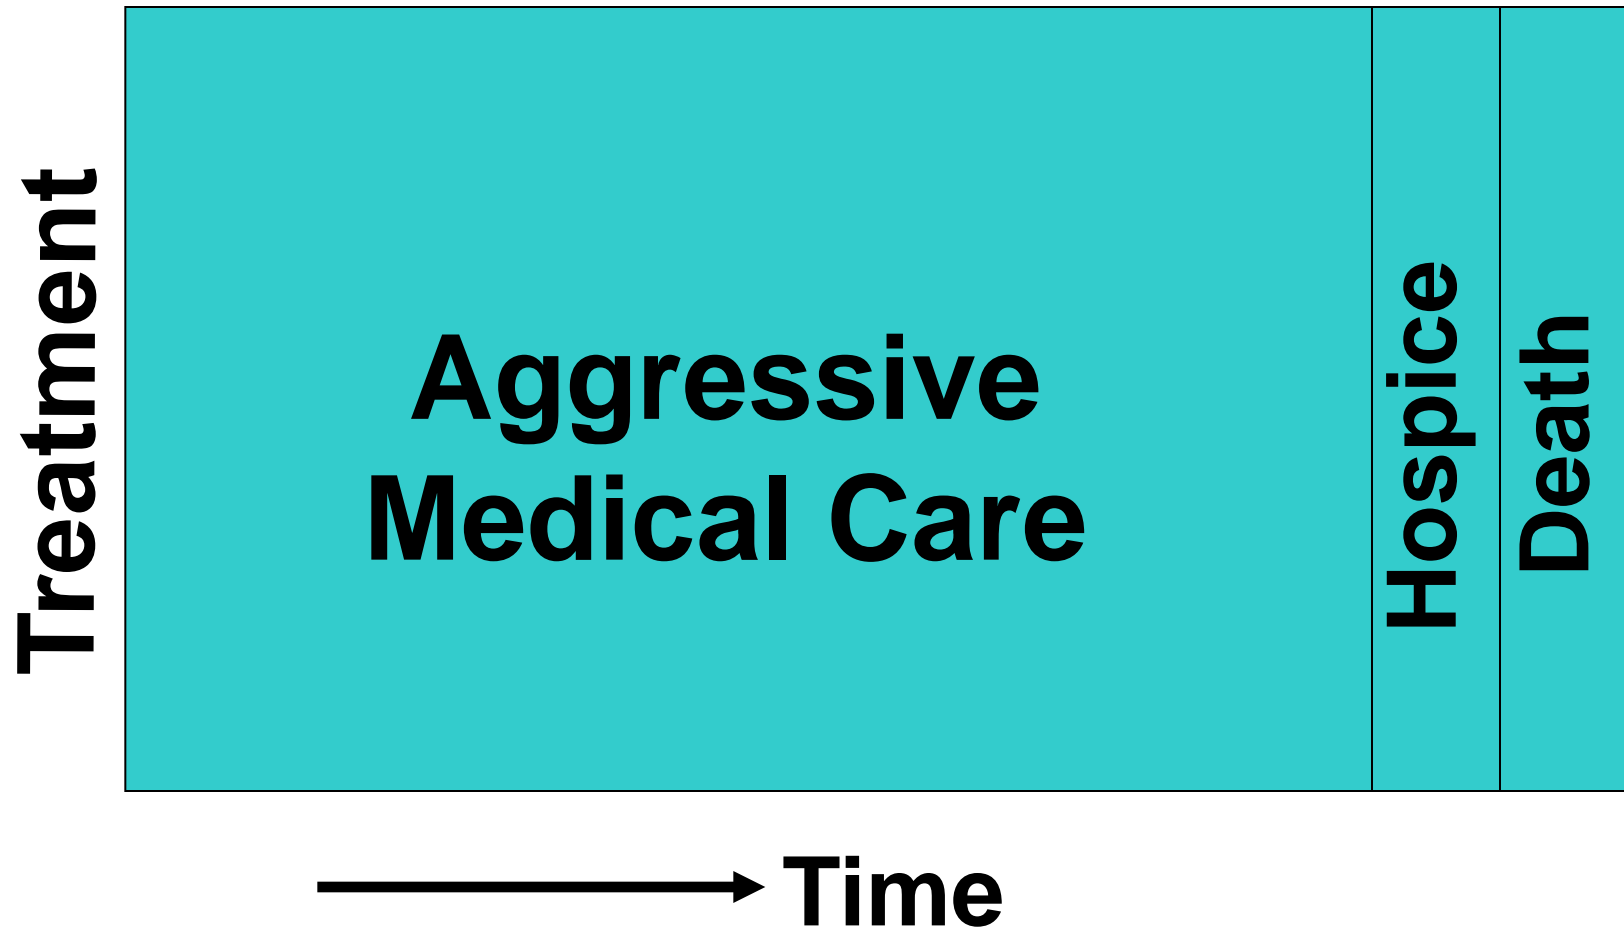 Treatment
Aggressive
Medical Care
Hospice
Death
Time